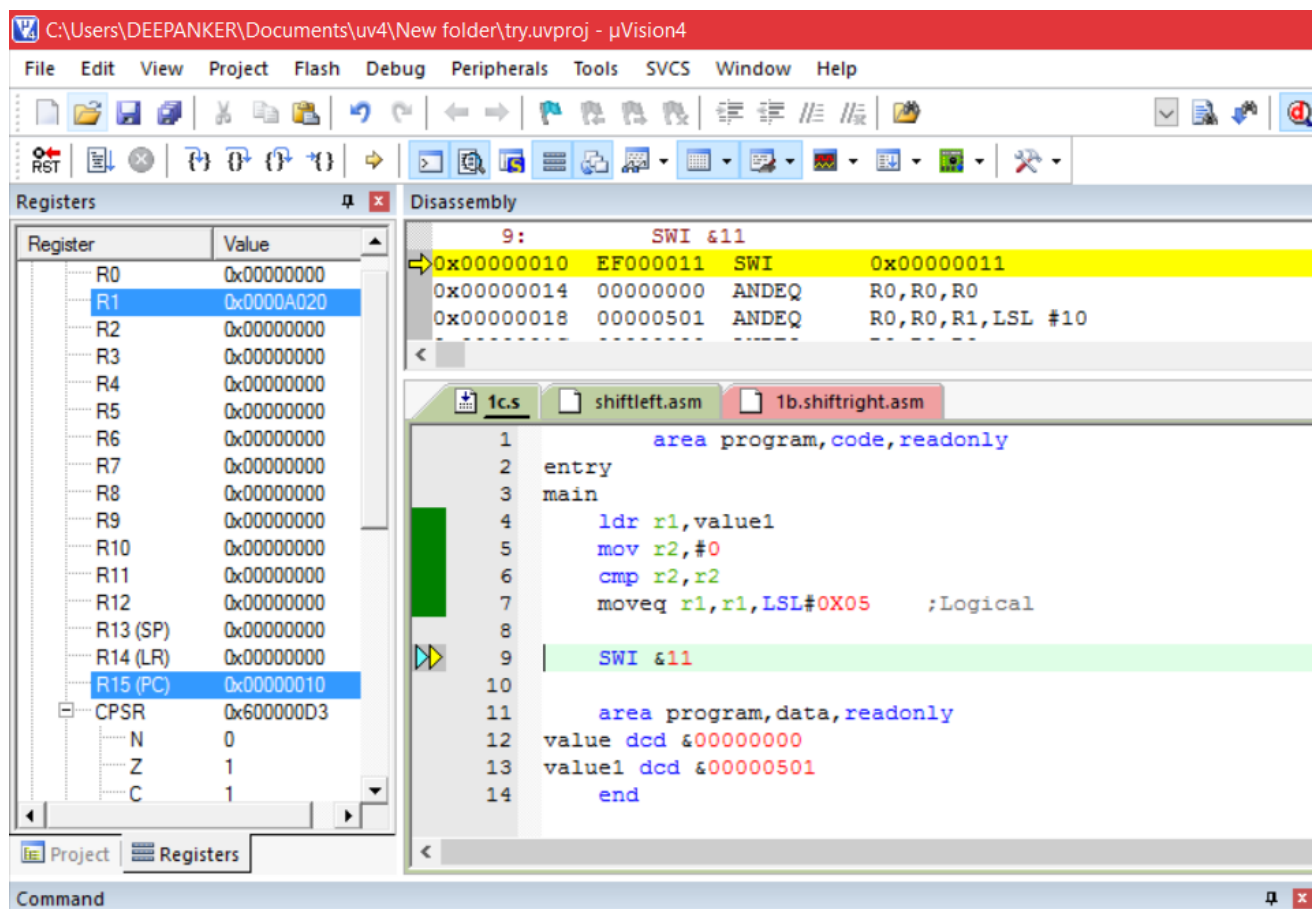 C:\Users\DEEPANKER\Documents\uv4\New folder\try.uvproj - µVision4
File Edit View Project Flash Debug Peripherals Tools SVCS Window Help
RST
Registers
Register Value
R0 0x00000000
R1 0x0000A020
R2 0x00000000
R3 0x00000000
R4 0x00000000
R5 0x00000000
R6 0x00000000
R7 0x00000000
R8 0x00000000
R9 0x00000000
R10 0x00000000
R11 0x00000000
R12 0x00000000
R13 (SP) 0x00000000
R14 (LR) 0x00000000
R15 (PC) 0x00000010
CPSR 0x600000D3
N 0
Z 1
C 1
Project Registers
Disassembly
9: SWI &11
0x00000010 EF000011 SWI 0x00000011
0x00000014 00000000 ANDEQ R0,R0,R0
0x00000018 00000501 ANDEQ R0,R0,R1,LSL #10
1c.s shiftleft.asm 1b.shiftright.asm
1 area program,code,readonly
2 entry
3 main
4 ldr r1,value1
5 mov r2,#0
6 cmp r2,r2
7 moveq r1,r1,LSL#0X05 ;Logical
8
9 SWI &11
10
11 area program,data,readonly
12 value dcd &00000000
13 value1 dcd &00000501
14 end
Command